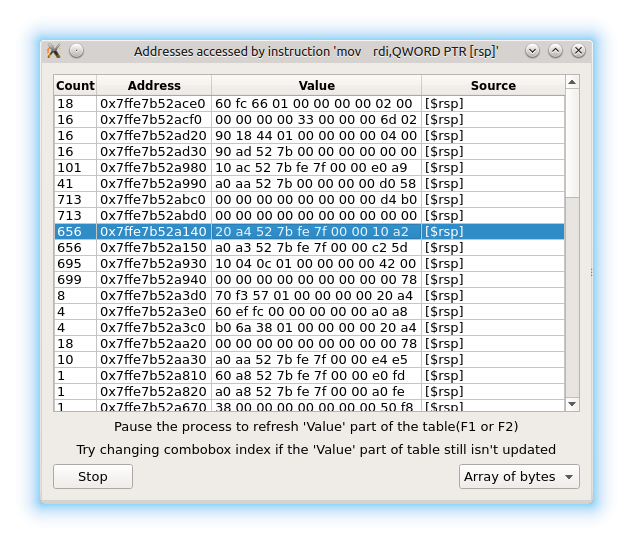 Addresses accessed by instruction 'mov    rdi,QWORD PTR [rsp]'
Count Address Value Source
18 0x7ffe7b52ace0 60 fc 66 01 00 00 00 00 02 00 [$rsp]
16 0x7ffe7b52acf0 00 00 00 00 33 00 00 00 6d 02 [$rsp]
16 0x7ffe7b52ad20 90 18 44 01 00 00 00 00 04 00 [$rsp]
16 0x7ffe7b52ad30 90 ad 52 7b fe 7f 00 00 00 00 [$rsp]
101 0x7ffe7b52a980 10 ac 52 7b fe 7f 00 00 e0 a9 [$rsp]
41 0x7ffe7b52a990 a0 aa 52 7b 00 00 00 00 d0 58 [$rsp]
713 0x7ffe7b52abc0 00 00 00 00 00 00 00 00 d4 b0 [$rsp]
713 0x7ffe7b52abd0 00 00 00 00 00 00 00 00 00 00 [$rsp]
656 0x7ffe7b52a140 20 a4 52 7b fe 7f 00 00 10 a2 [$rsp]
656 0x7ffe7b52a150 a0 a3 52 7b fe 7f 00 00 c2 5d [$rsp]
695 0x7ffe7b52a930 10 04 0c 01 00 00 00 00 42 00 [$rsp]
699 0x7ffe7b52a940 00 00 00 00 00 00 00 00 00 78 [$rsp]
8 0x7ffe7b52a3d0 70 f3 57 01 00 00 00 00 20 a4 [$rsp]
4 0x7ffe7b52a3e0 60 ef fc 00 00 00 00 00 a0 a8 [$rsp]
4 0x7ffe7b52a3c0 b0 6a 38 01 00 00 00 00 20 a4 [$rsp]
18 0x7ffe7b52aa20 00 00 00 00 00 00 00 00 00 78 [$rsp]
10 0x7ffe7b52aa30 a0 aa 52 7b fe 7f 00 00 e4 e5 [$rsp]
1 0x7ffe7b52a810 60 a8 52 7b fe 7f 00 00 e0 fd [$rsp]
1 0x7ffe7b52a820 a0 a8 52 7b fe 7f 00 00 a0 fe [$rsp]
1 0x7ffe7b52a670 38 00 00 00 00 00 00 00 50 f8 [$rsp]
Pause the process to refresh 'Value' part of the table(F1 or F2)
Try changing combobox index if the 'Value' part of table still isn't updated
Stop Array of bytes